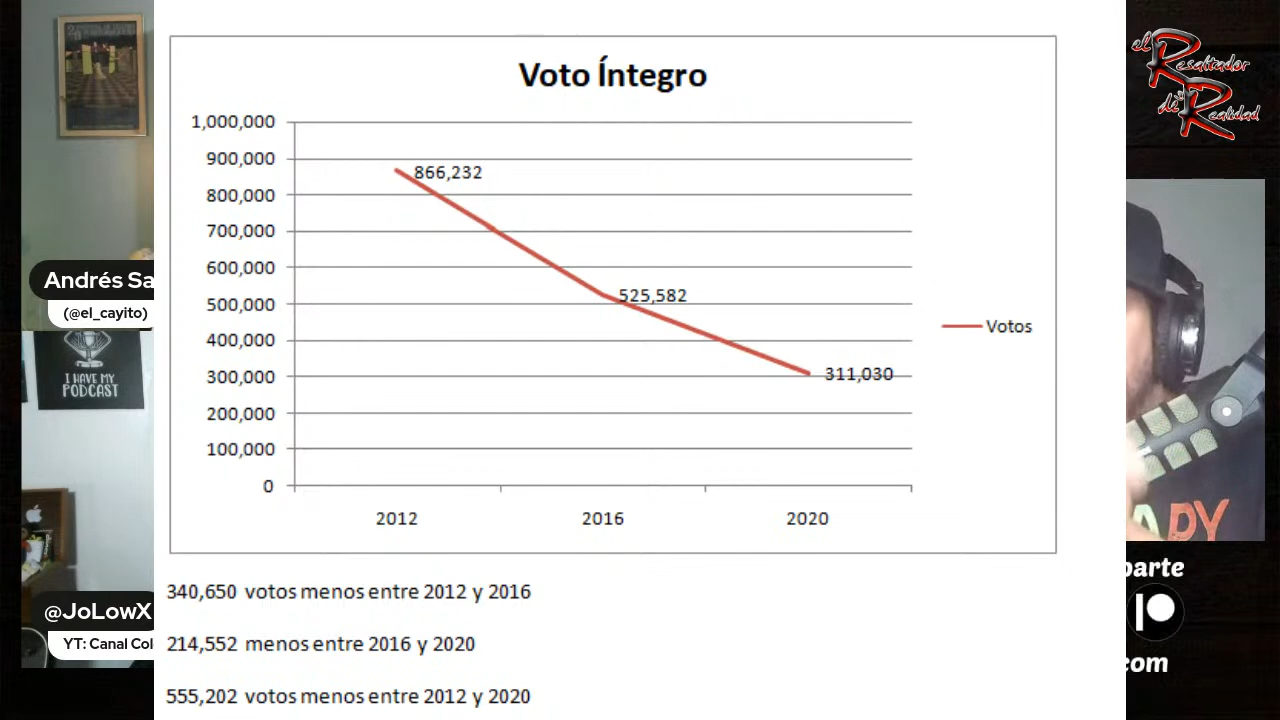 Voto Íntegro
1,000,000
900,000
800,000
700,000
600,000
500,000
400,000
300,000
200,000
100,000
0
866,232
525,582
311,030
2012
2016
2020
Votos
340,650 votos menos entre 2012 y 2016
214,552 menos entre 2016 y 2020
555,202 votos menos entre 2012 y 2020
Andrés Sa
(@el_cayito)
I HAVE MY
PODCAST
@JoLowX
YT: Canal Col
el
Resaltador
de
Realidad
APY
parte
.com